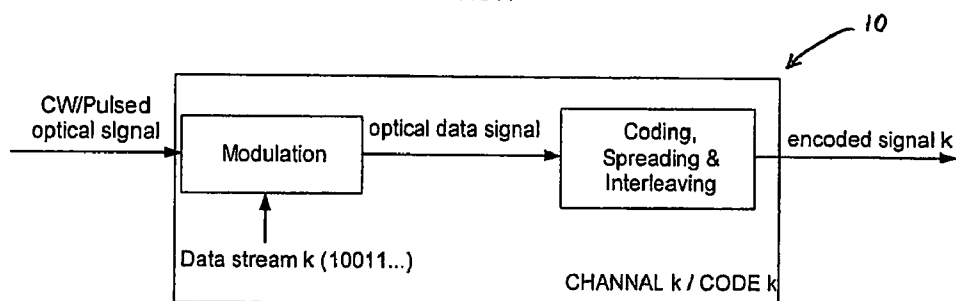 10
CW/Pulsed
optical signal
Modulation
optical data signal
Coding,
Spreading &
Interleaving
encoded signal k
Data stream k (10011...)
CHANNAL k / CODE k